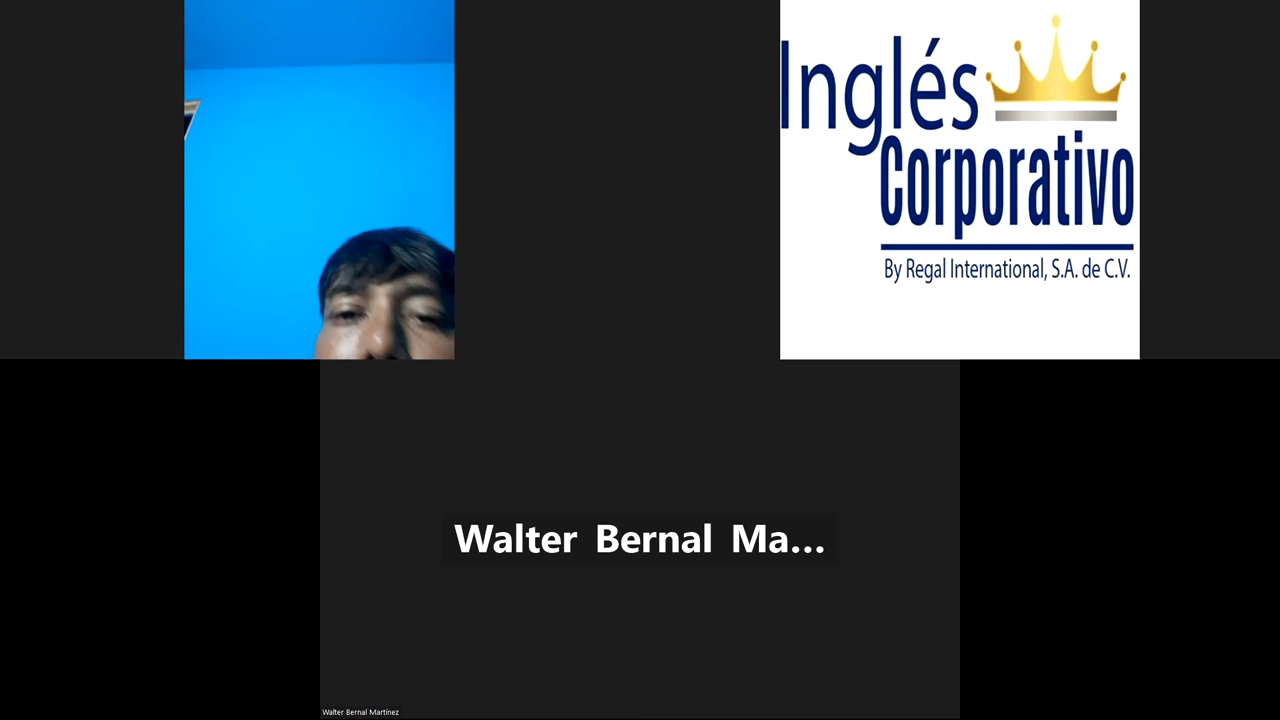 Inglés
Corporativo
By Regal International, S.A. de C.V.
Walter Bernal Ma...
Walter Bernal Martínez